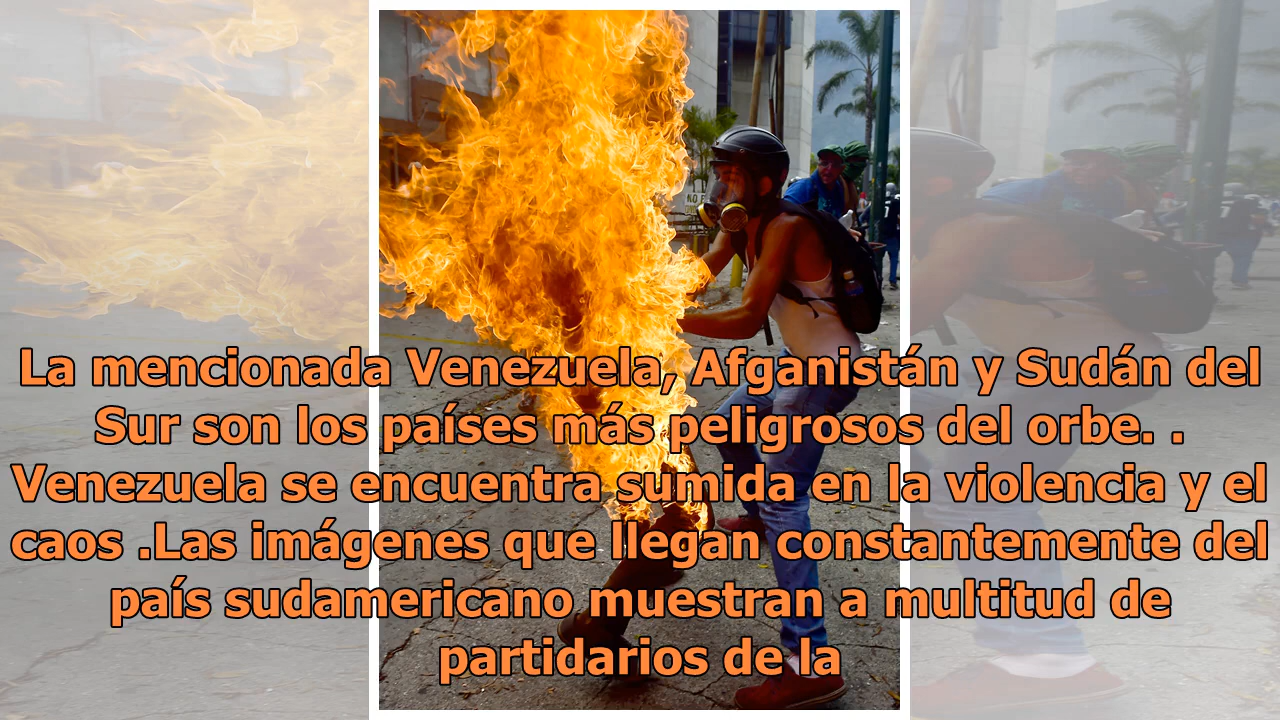 NO
La mencionada Venezuela, Afganistán y Sudán del
Sur son los países más peligrosos del orbe. .
Venezuela se encuentra sumida en la violencia y el
caos .Las imágenes que llegan constantemente del
país sudamericano muestran a multitud de
partidarios de la